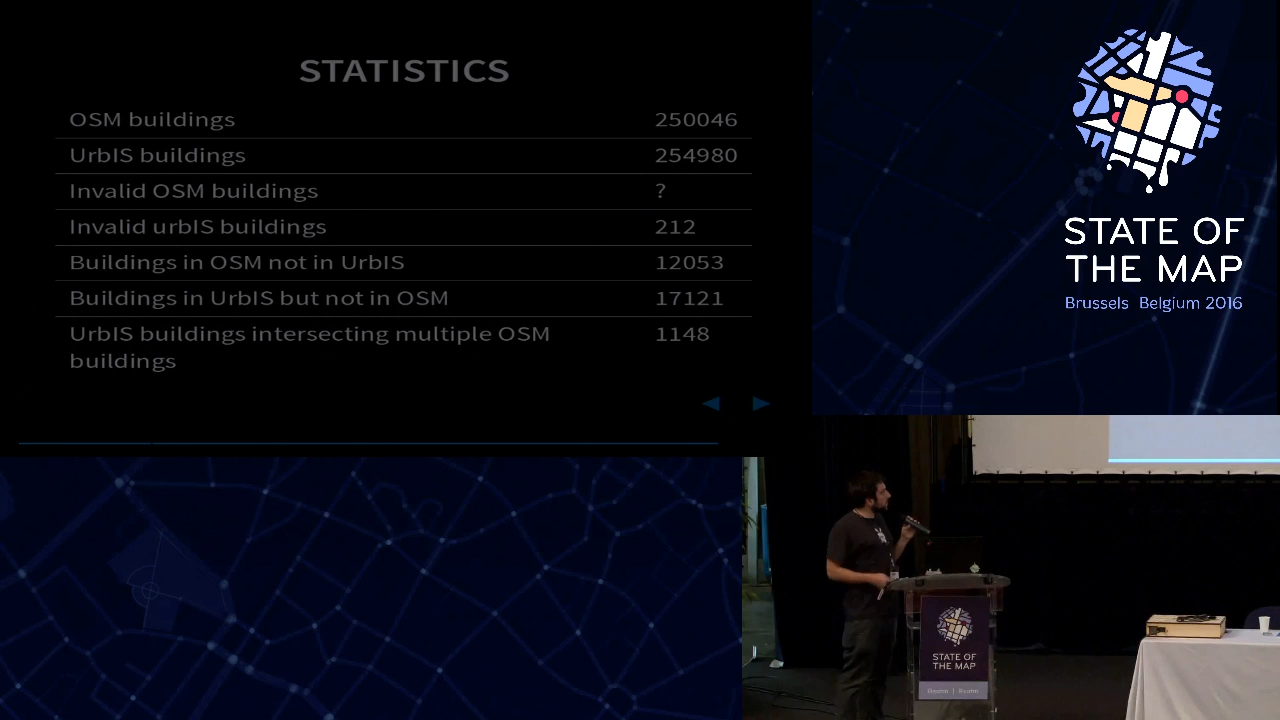 STATISTICS
OSM buildings 250046
UrbIS buildings 254980
Invalid OSM buildings ?
Invalid urbIS buildings 212
Buildings in OSM not in UrbIS 12053
Buildings in UrbIS but not in OSM 17121
UrbIS buildings intersecting multiple OSM 1148
buildings
STATE OF
THE MAP
Brussels Belgium 2016
STATE OF
THE MAP